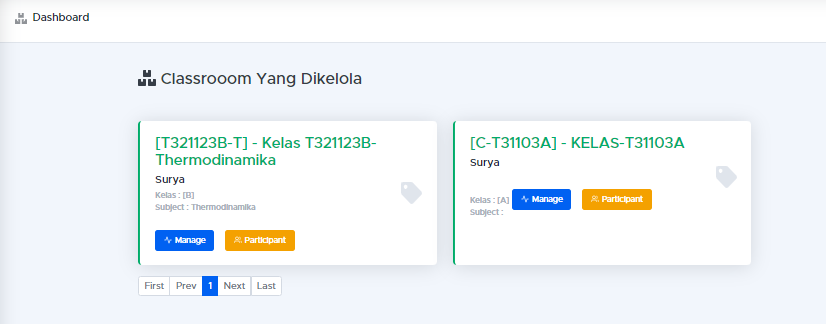 Dashboard
Classrooom Yang Dikelola
[T321123B-T] - Kelas T321123B-
Thermodinamika
Surya
Kelas : [B]
Subject : Thermodinamika
Manage
Participant
[C-T31103A] - KELAS-T31103A
Surya
Kelas : [A] Manage Participant
Subject :
First Prev 1 Next Last